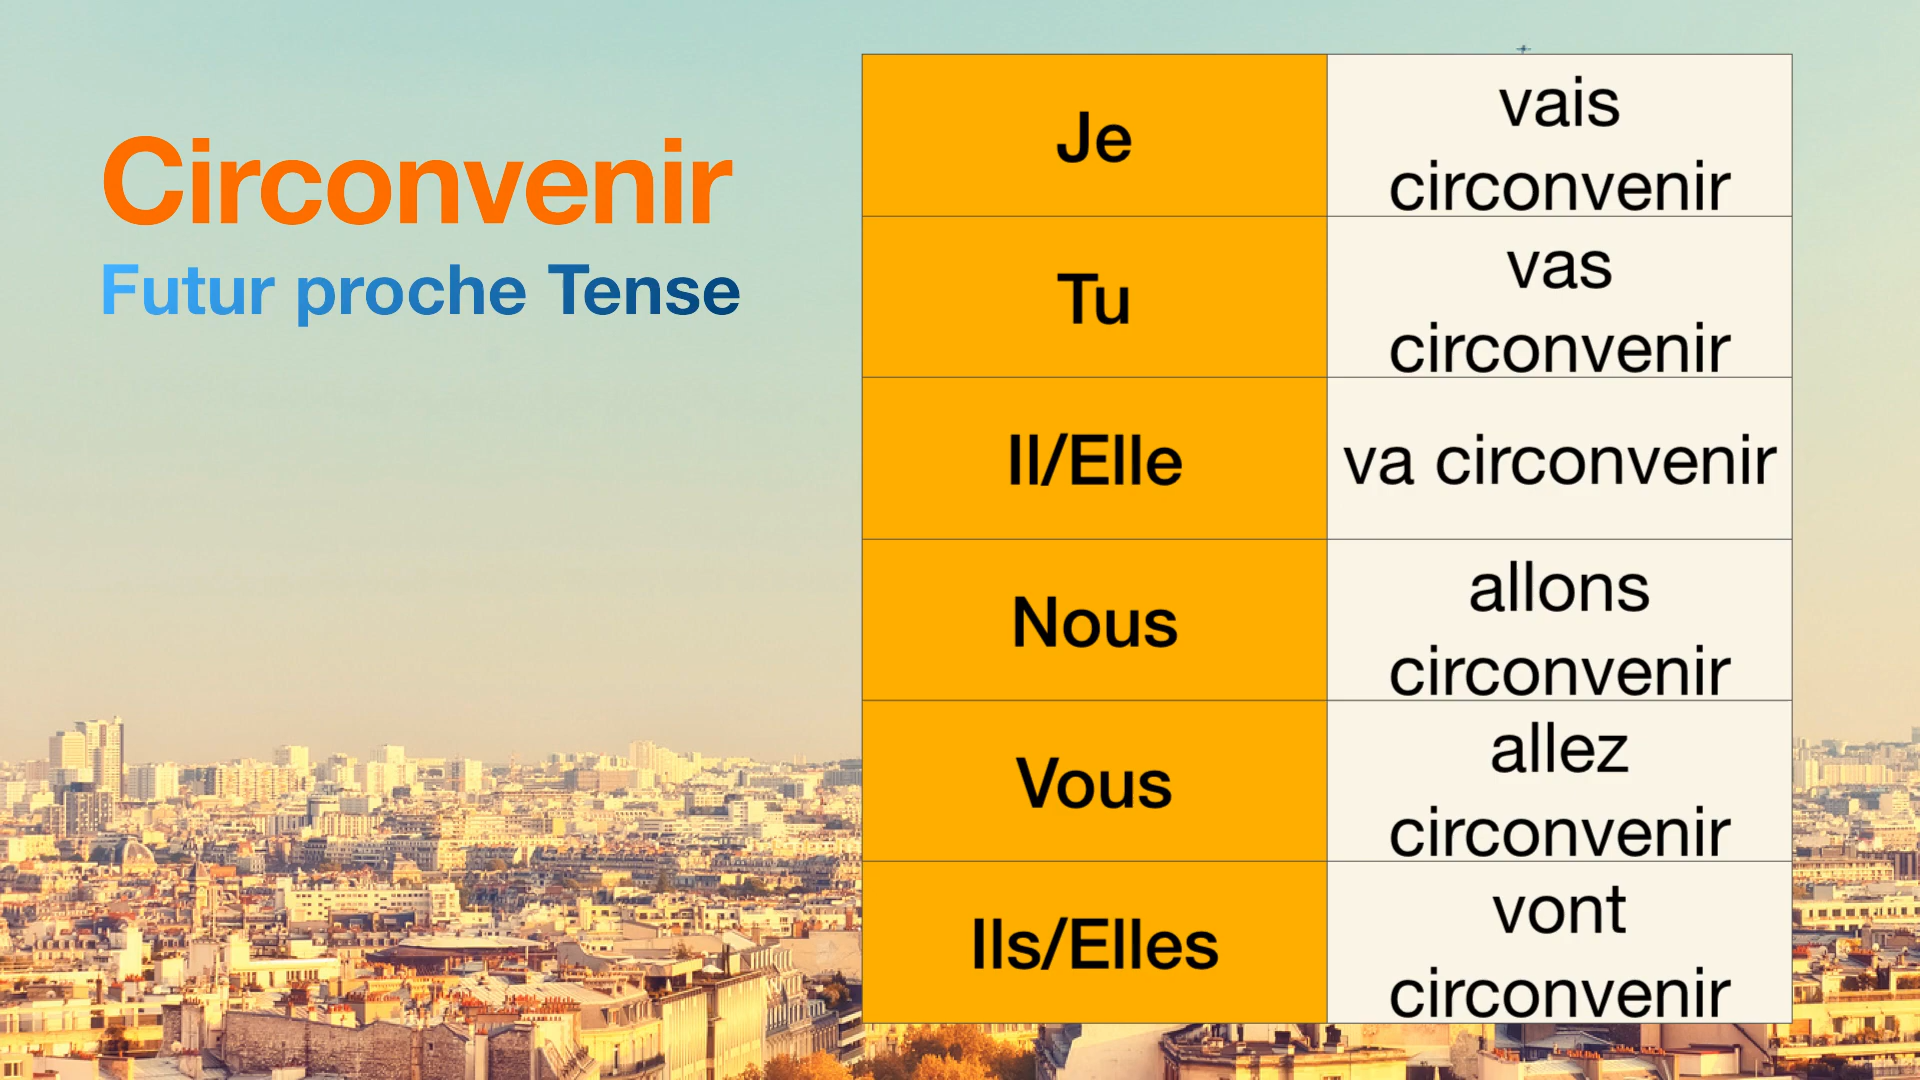 Circonvenir
Futur proche Tense
Je
vais
circonvenir
Tu
vas
circonvenir
Il/Elle
va circonvenir
Nous
allons
circonvenir
Vous
allez
circonvenir
Ils/Elles
vont
circonvenir